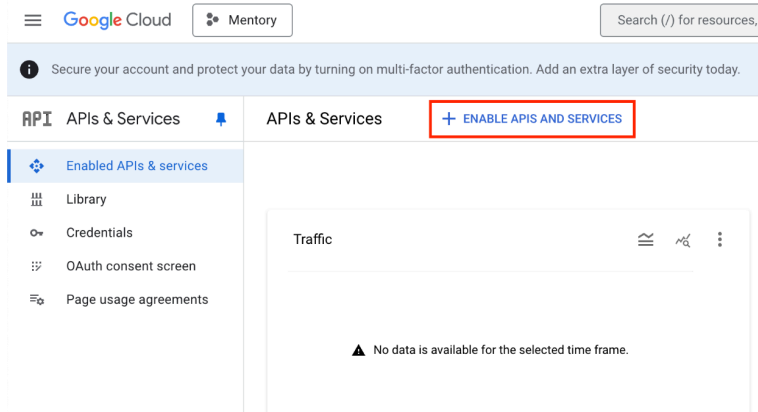 Google Cloud
Mentory
Search (/) for resources,
Secure your account and protect your data by turning on multi-factor authentication. Add an extra layer of security today.
API APIs & Services
APIs & Services
+ ENABLE APIS AND SERVICES
Enabled APIs & services
Library
Credentials
OAuth consent screen
Page usage agreements
Traffic
No data is available for the selected time frame.